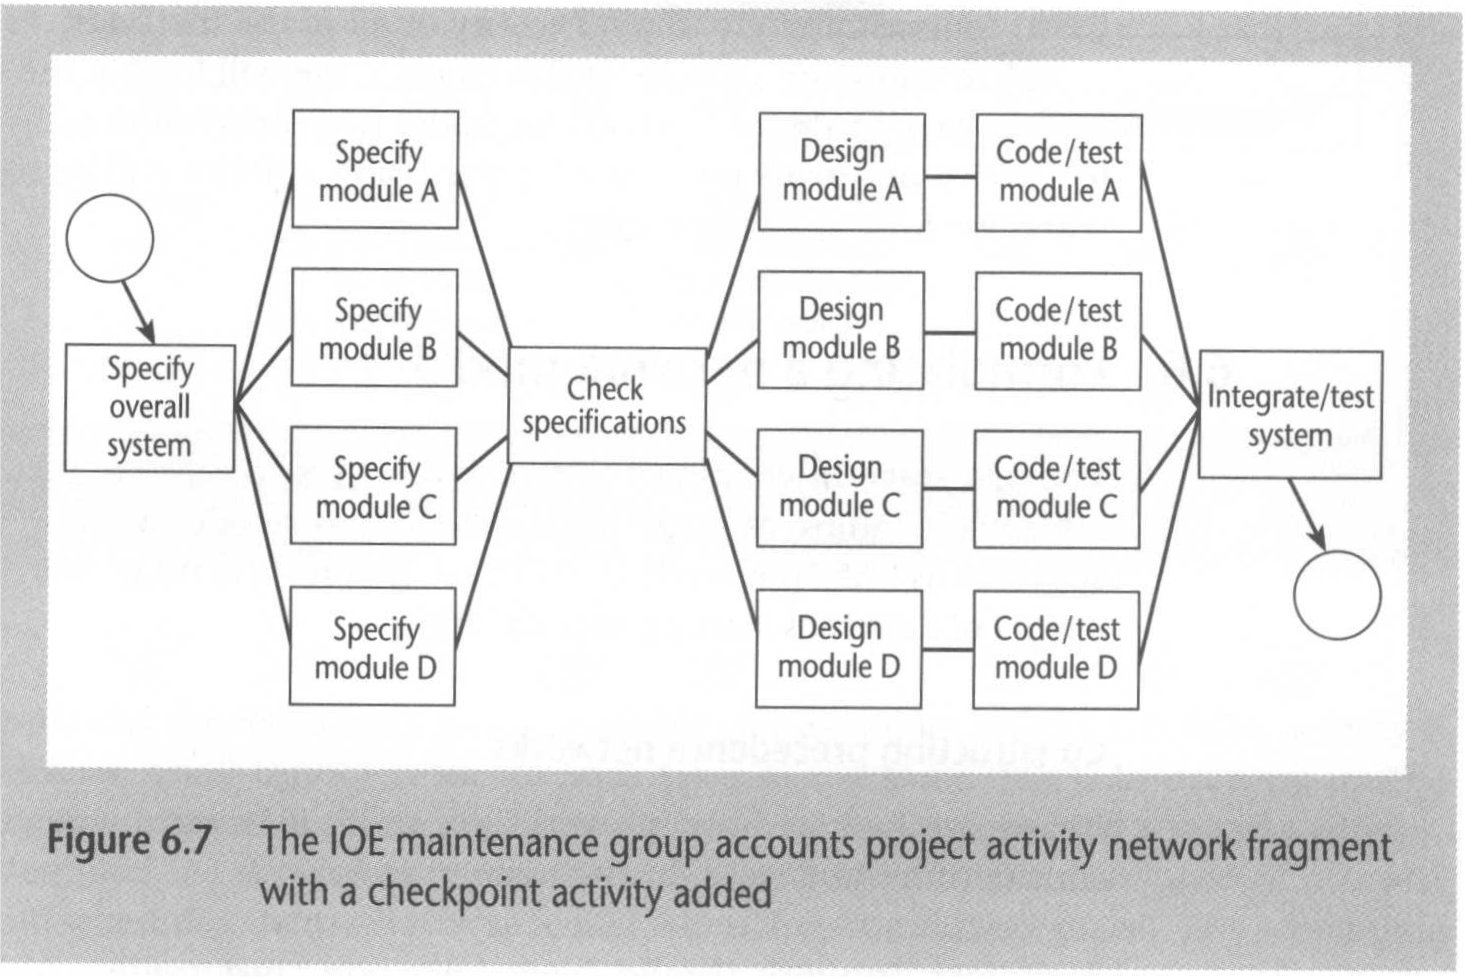 Specify
module A
Design
module A
Code/test
module A
Specify
module B
Design
module B
Code/test
module B
Specify
overall
system
Check
specifications
Integrate/test
system
Specify
module C
Design
module C
Code/test
module C
Specify
module D
Design
module D
Code/test
module D
Figure 6.7 The IOE maintenance group accounts project activity network fragment
with a checkpoint activity added